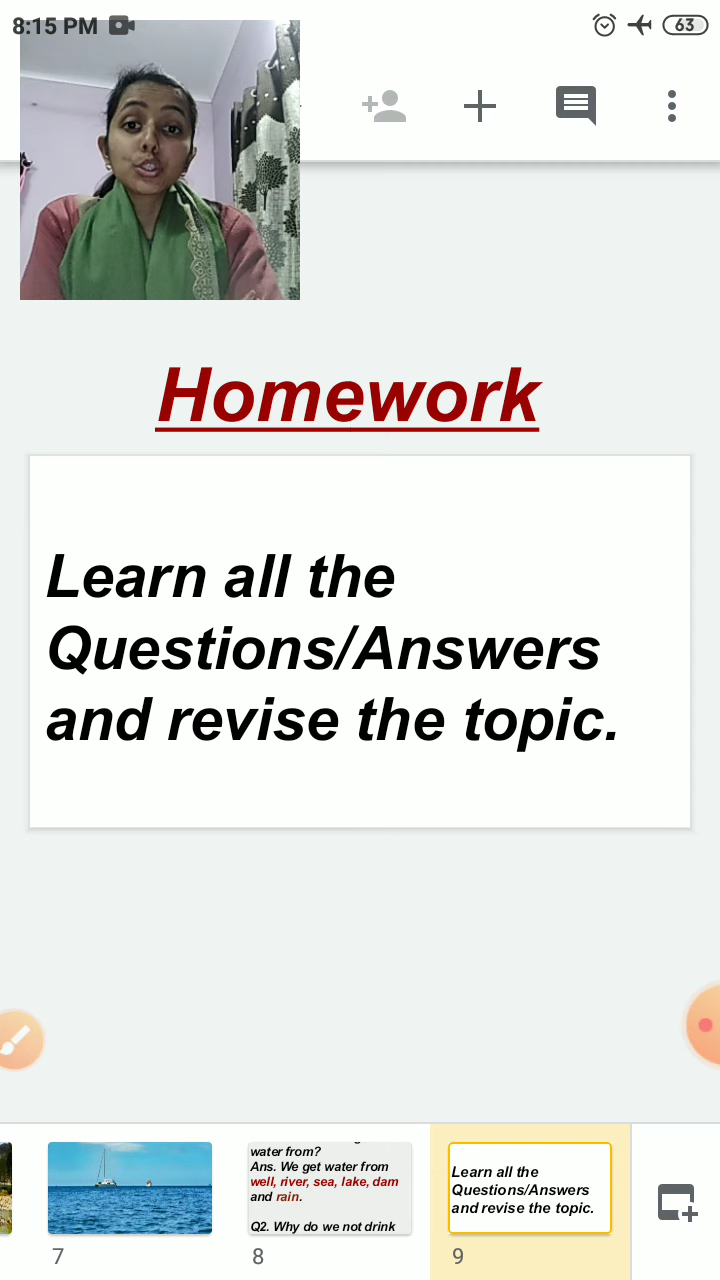 8:15 PM
63
Homework
Learn all the
Questions/Answers
and revise the topic.
water from?
Ans. We get water from
well, river, sea, lake, dam
and rain.
Q2. Why do we not drink
Learn all the
Questions/Answers
and revise the topic.
7
8
9